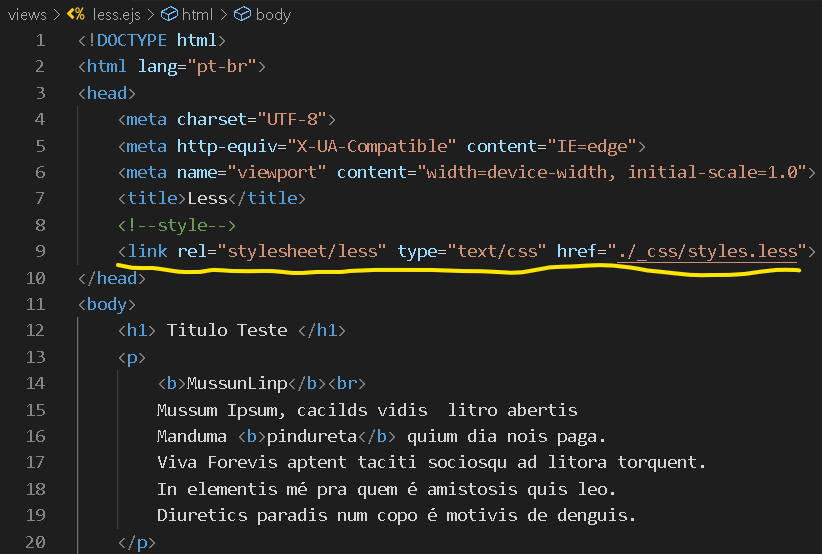 views > less.ejs > html > body
1 <!DOCTYPE html>
2 <html lang="pt-br">
3 <head>
4 <meta charset="UTF-8">
5 <meta http-equiv="X-UA-Compatible" content="IE=edge">
6 <meta name="viewport" content="width=device-width, initial-scale=1.0">
7 <title>Less</title>
8 <!--style-->
9 <link rel="stylesheet/less" type="text/css" href="./_css/styles.less">
10 </head>
11 <body>
12 <h1> Titulo Teste </h1>
13 <p>
14 <b>MussunLinp</b><br>
15 Mussum Ipsum, cacilds vidis  litro abertis
16 Manduma <b>pindureta</b> quium dia nois paga.
17 Viva Forevis aptent taciti sociosqu ad litora torquent.
18 In elementis mé pra quem é amistosis quis leo.
19 Diuretics paradis num copo é motivis de denguis.
20 </p>